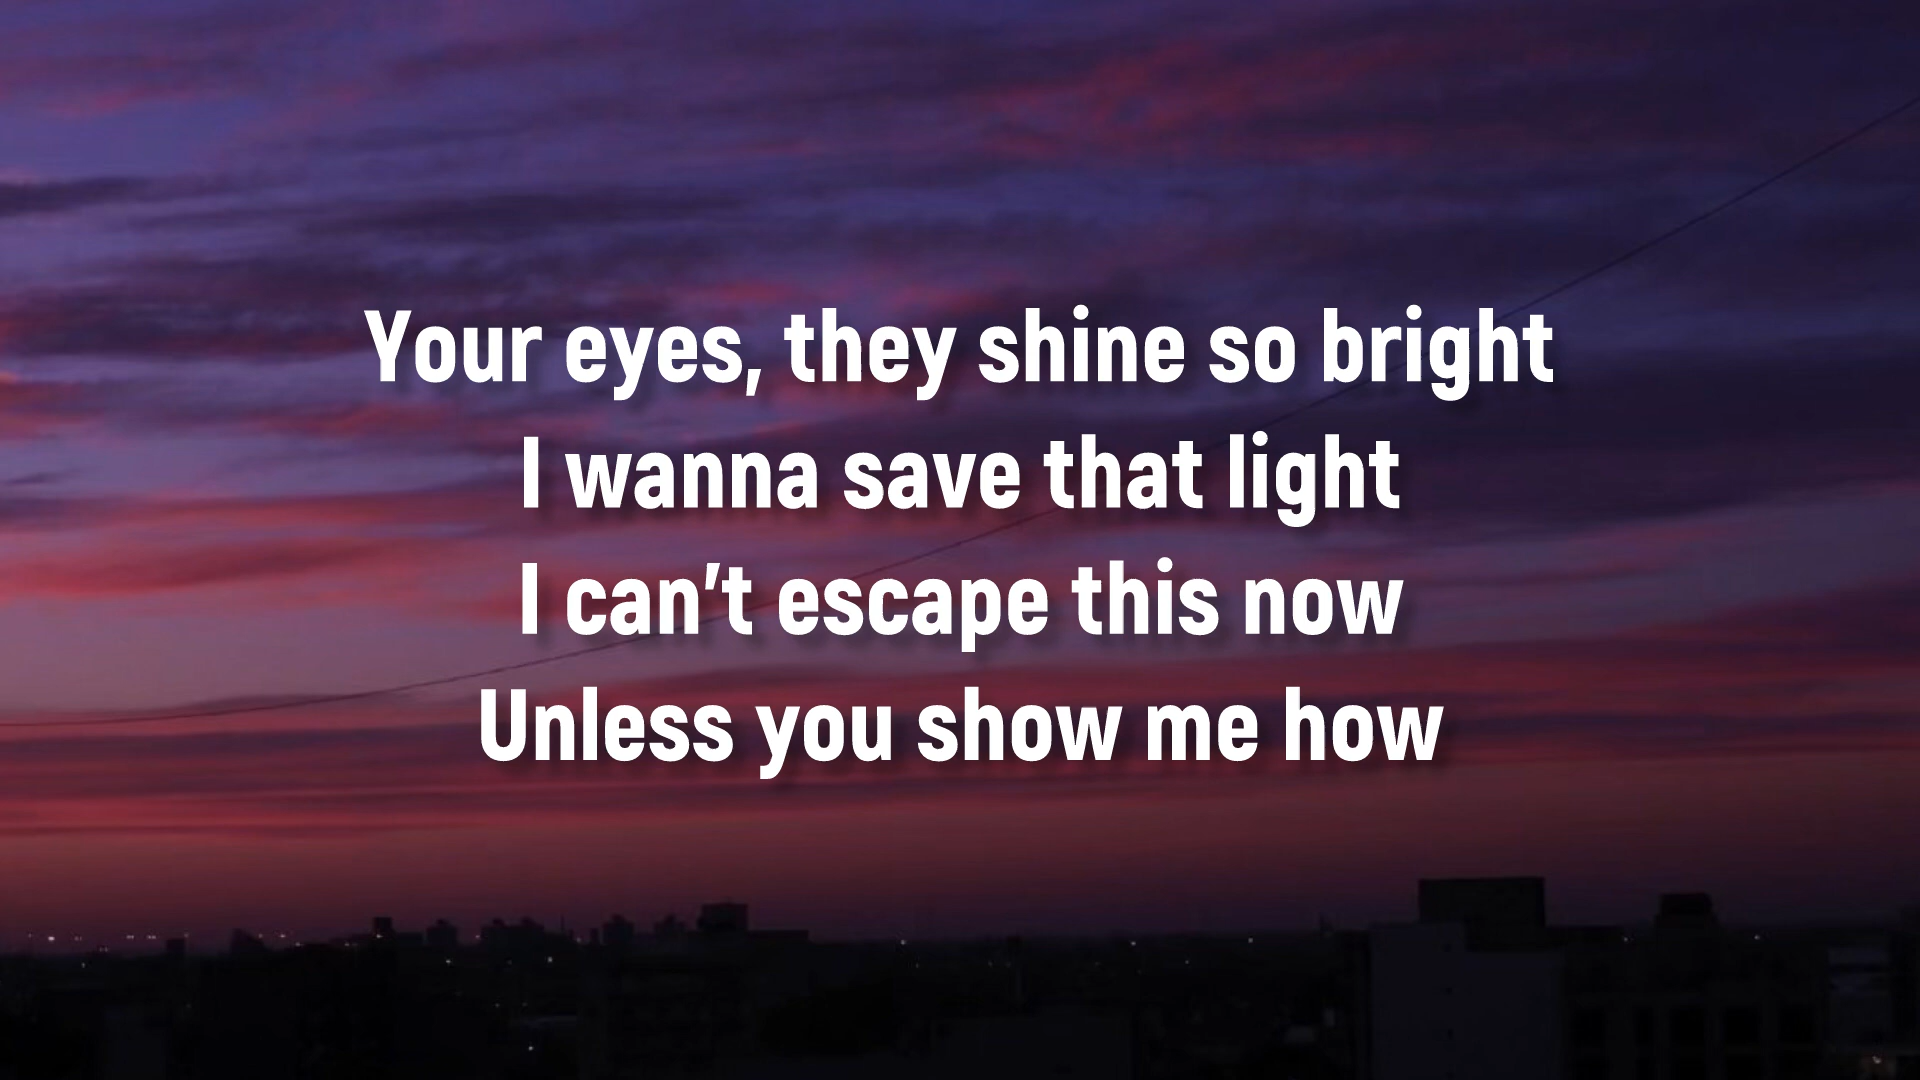 Your eyes, they shine so bright
I wanna save that light
I can't escape this now
Unless you show me how